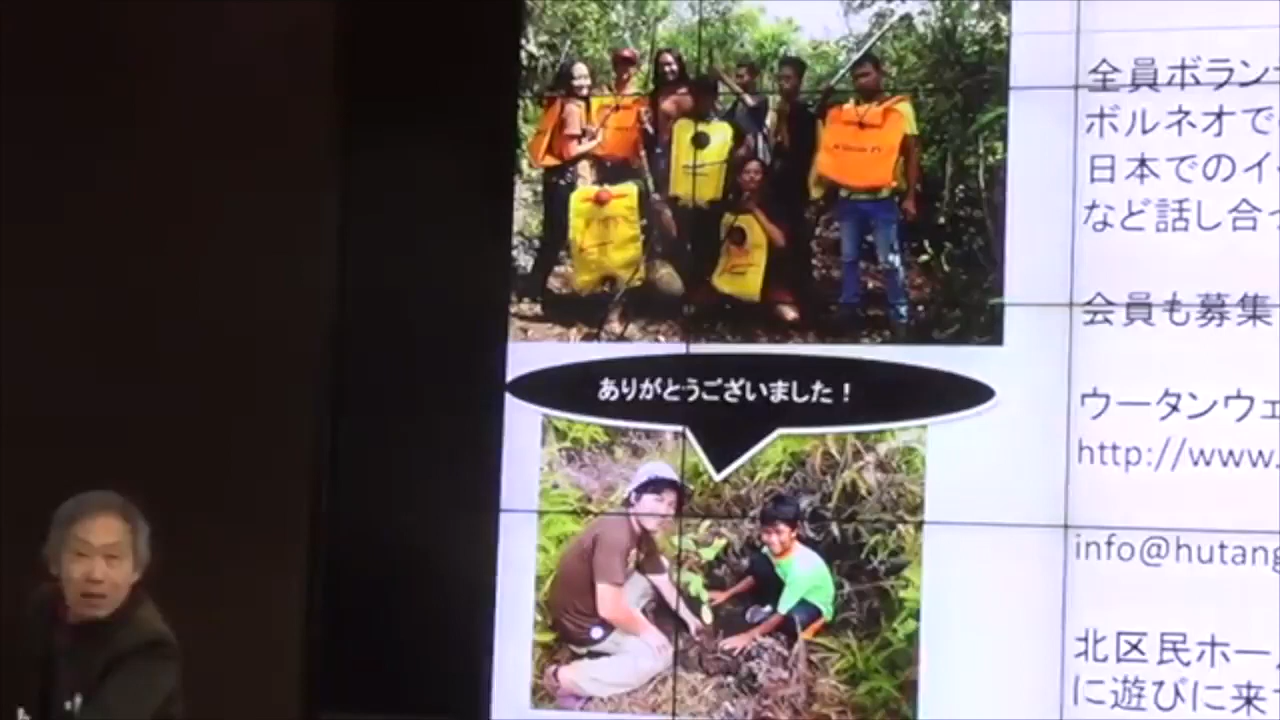 全員ボラン
ボルネオで
日本でのイ
など話し合
会員も募集
ありがとうございました！
ウータンウェ
http://www.
info@hutang
北区民ホー
に遊びに来